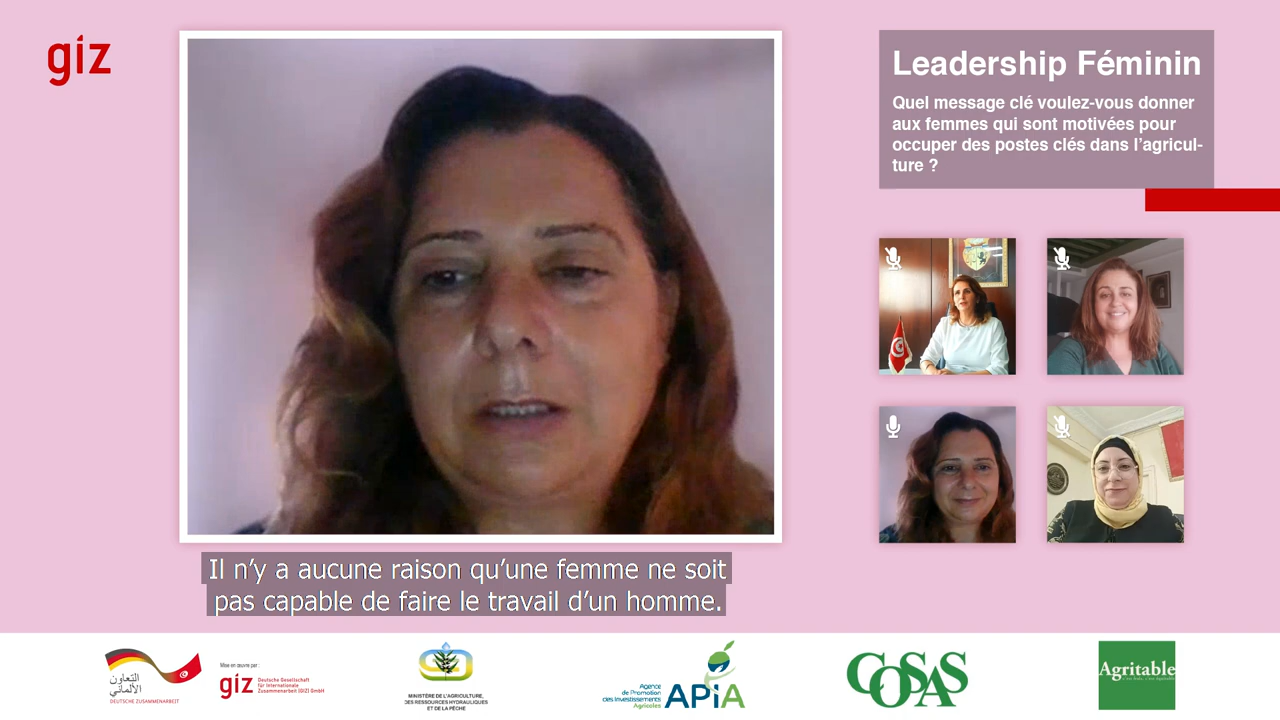 giz
Leadership Féminin
Quel message clé voulez-vous donner
aux femmes qui sont motivées pour
occuper des postes clés dans l'agricul-
ture ?
Il n'y a aucune raison qu'une femme ne soit
pas capable de faire le travail d'un homme.
التعاون
الألماني
DEUTSCHE ZUSAMMENARBEIT
Mise en œuvre par :
giz
Deutsche Gesellschaft
für Internationale
Zusammenarbeit (GIZ) GmbH
MINISTÈRE DE L'AGRICULTURE,
DES RESSOURCES HYDRAULIQUES
ET DE LA PÊCHE
Agence
de Promotion
des Investissements
Agricoles
APiA
COSAS
Agritable